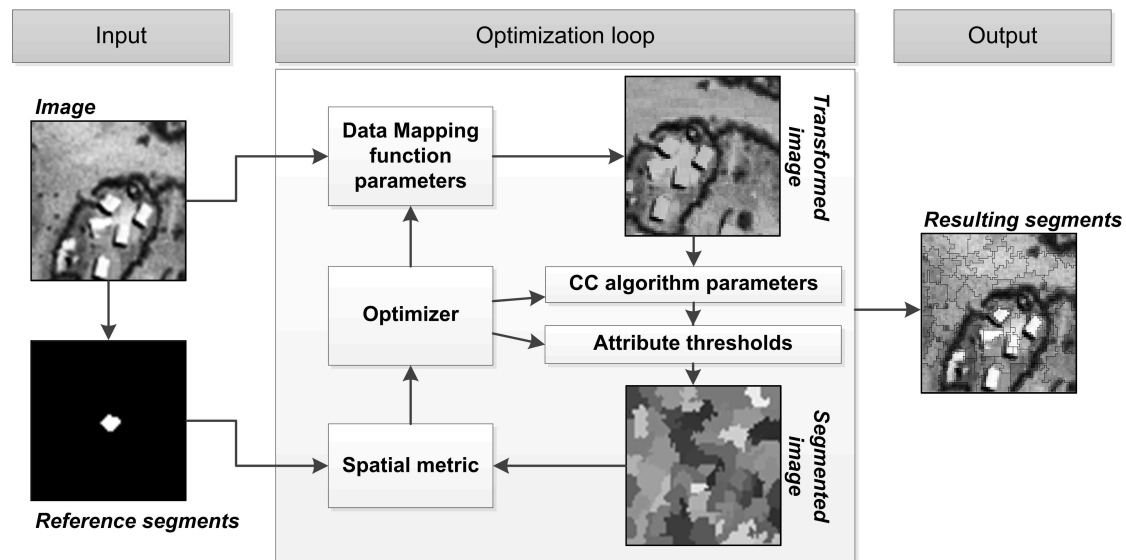 Input
Optimization loop
Output
Image
Data Mapping
function
parameters
Transformed
image
Resulting segments
CC algorithm parameters
Optimizer
Attribute thresholds
Segmented
image
Spatial metric
Reference segments